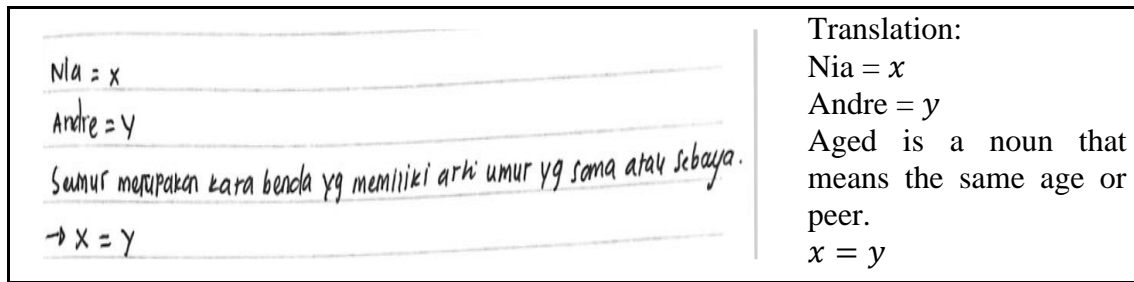 Nia = x
Andre = y
Seumur merupakan kata benda yg memiliki arti umur yg sama atau sebaya.
→ x = y
Translation:
Nia = 𝑥
Andre = 𝑦
Aged is a noun that
means the same age or
peer.
𝑥 = 𝑦